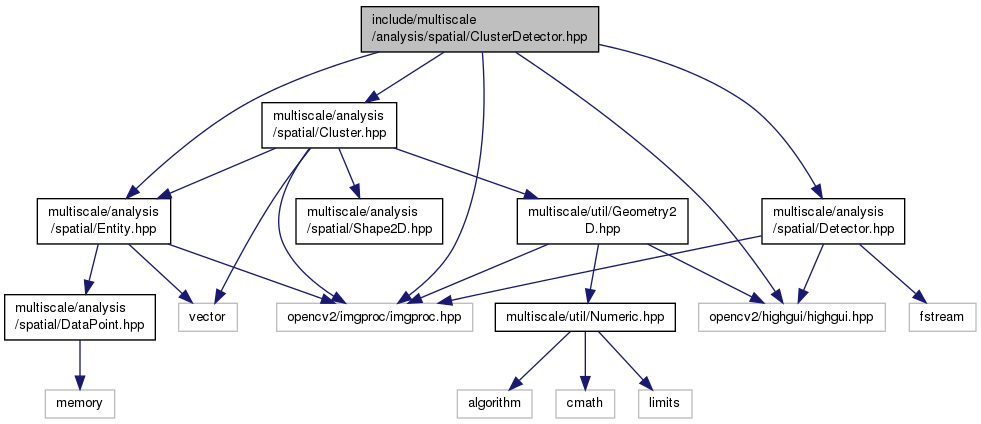 include/multiscale
/analysis/spatial/ClusterDetector.hpp
multiscale/analysis
/spatial/Cluster.hpp
multiscale/analysis
/spatial/Entity.hpp
multiscale/analysis
/spatial/Shape2D.hpp
multiscale/util/Geometry2
D.hpp
multiscale/analysis
/spatial/Detector.hpp
multiscale/analysis
/spatial/DataPoint.hpp
vector
opencv2/imgproc/imgproc.hpp
multiscale/util/Numeric.hpp
opencv2/highgui/highgui.hpp
fstream
memory
algorithm
cmath
limits